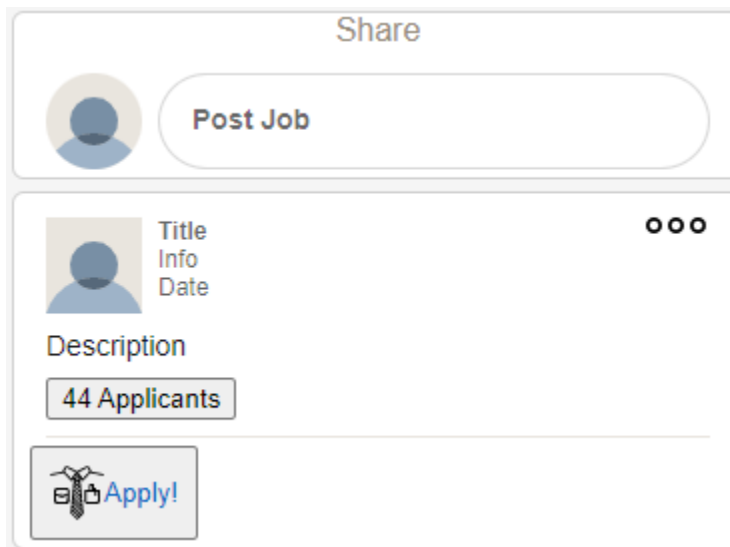 Share
Post Job
Title
Info
Date
Description
44 Applicants
Apply!